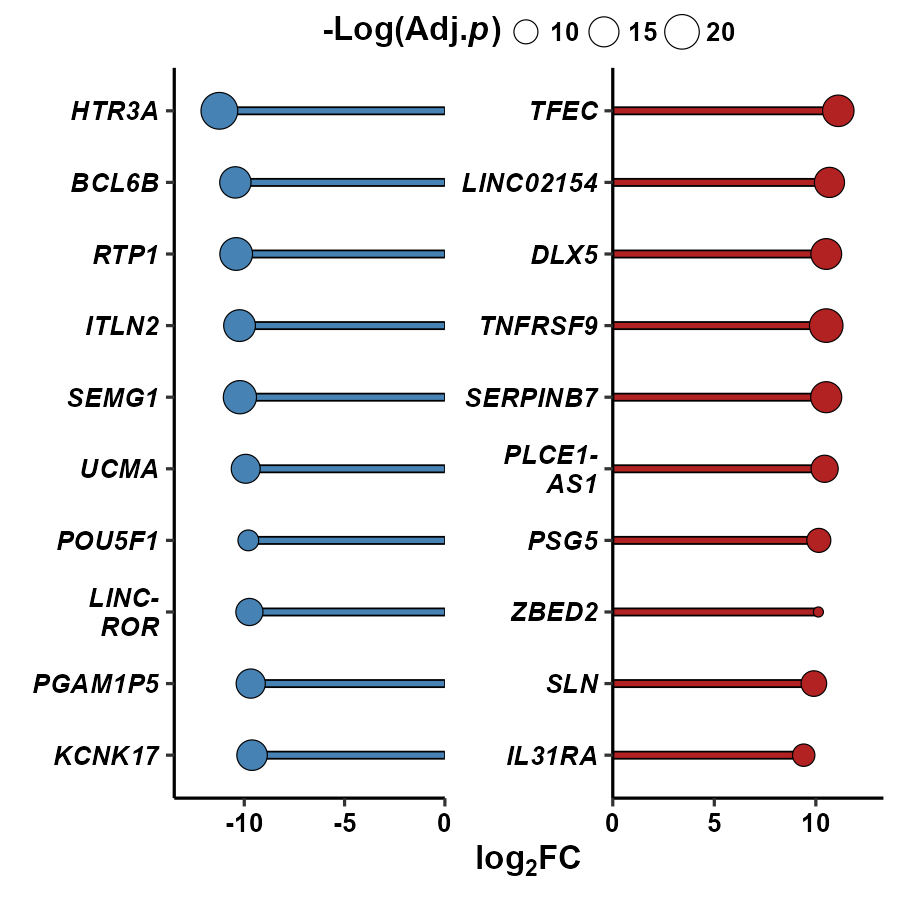 -Log(Adj.p) 10 15 20
HTR3A
BCL6B
RTP1
ITLN2
SEMG1
UCMA
POU5F1
LINC-
ROR
PGAM1P5
KCNK17
-10 -5 0
TFEC
LINC02154
DLX5
TNFRSF9
SERPINB7
PLCE1-
AS1
PSG5
ZBED2
SLN
IL31RA
0 5 10
log₂FC